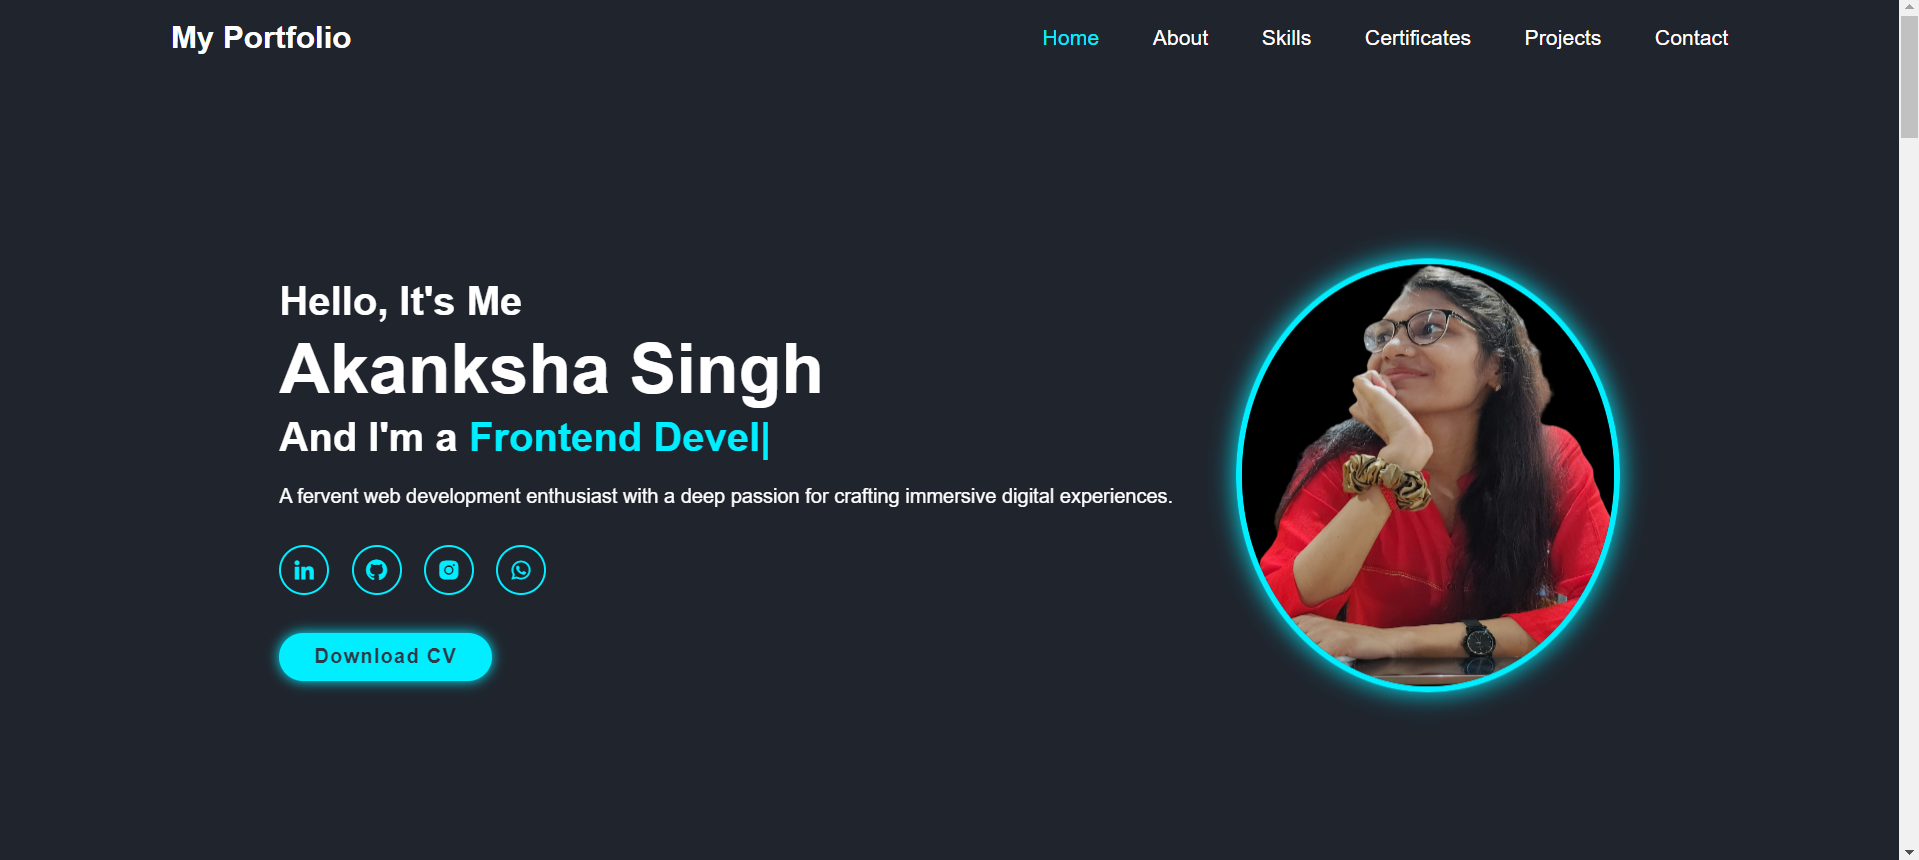 My Portfolio
Home About Skills Certificates Projects Contact
Hello, It's Me
Akanksha Singh
And I'm a Frontend Devel|
A fervent web development enthusiast with a deep passion for crafting immersive digital experiences.
in
Download CV